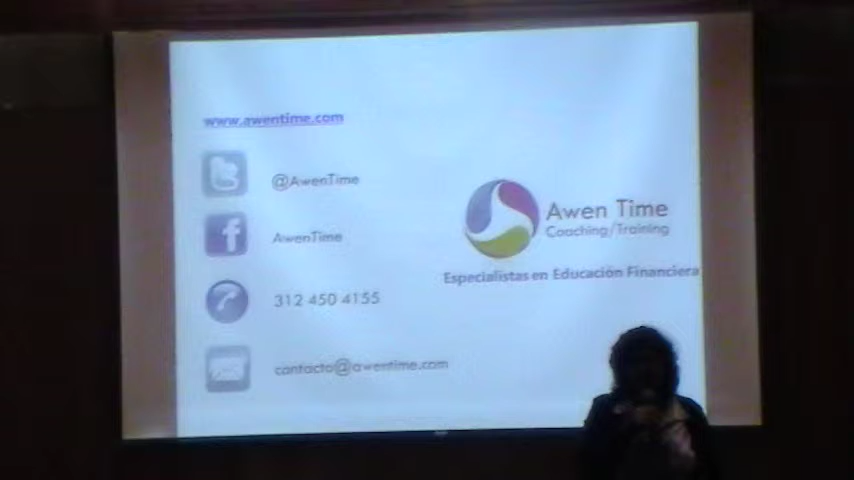 www.awentime.com
@AwenTime
AwenTime
312 450 4155
contacto@awentime.com
Awen Time
Coaching/Training
Especialistas en Educación Financiera